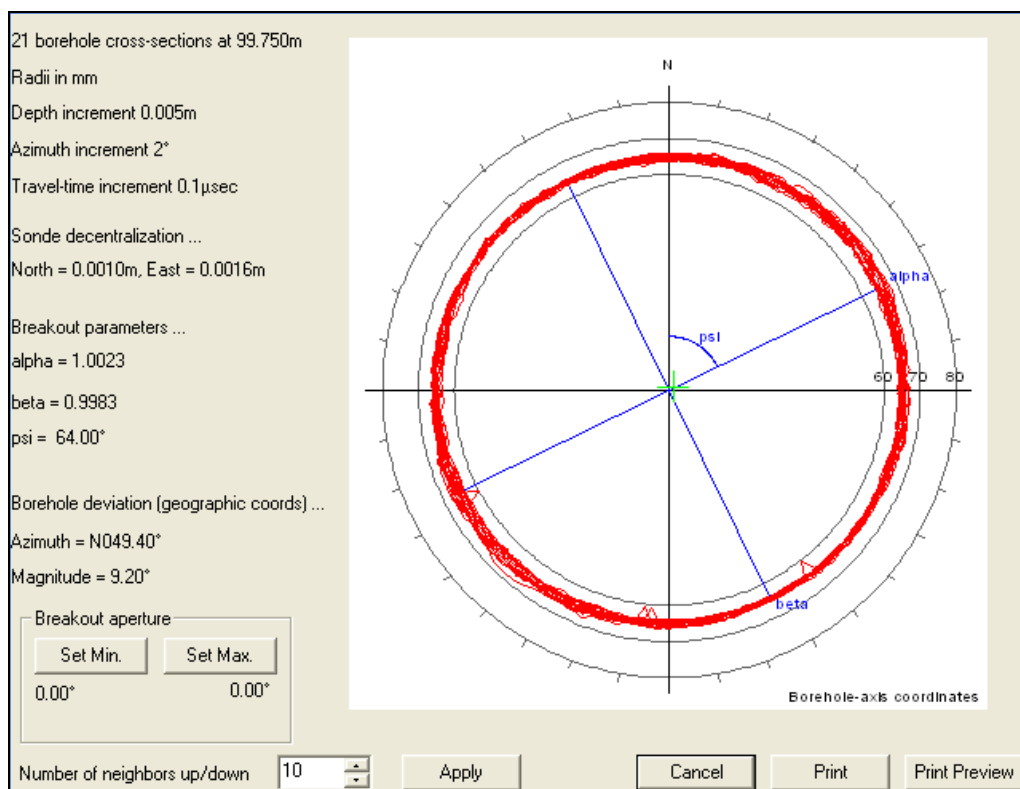 21 borehole cross-sections at 99.750m
Radii in mm
Depth increment 0.005m
Azimuth increment 2°
Travel-time increment 0.1µsec
Sonde decentralization ...
North = 0.0010m, East = 0.0016m
Breakout parameters ...
alpha = 1.0023
beta = 0.9983
psi = 64.00°
Borehole deviation (geographic coords) ...
Azimuth = N049.40°
Magnitude = 9.20°
Breakout aperture
Set Min. Set Max.
0.00° 0.00°
Number of neighbors up/down 10 Apply Cancel Print Print Preview
N
alpha
psi
60 70 80
beta
Borehole-axis coordinates